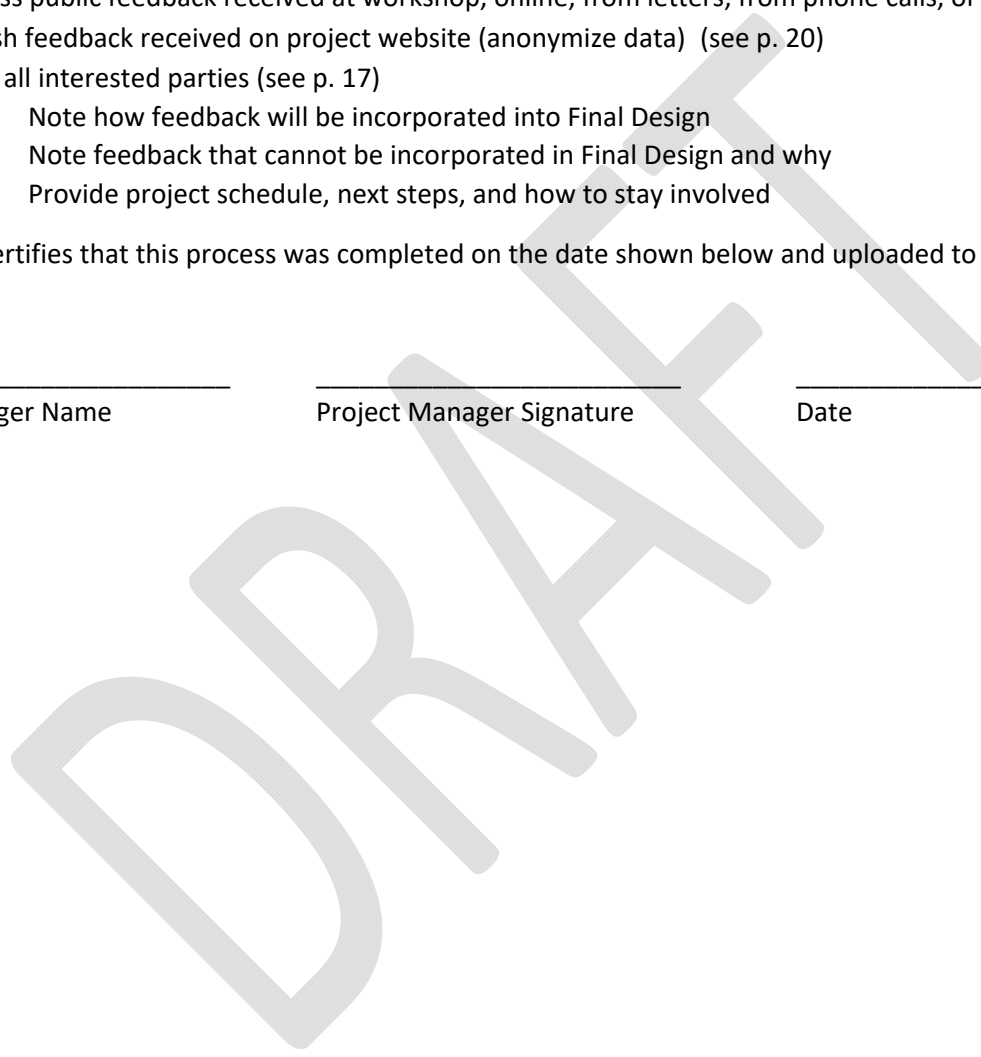 ss public feedback received at workshop, online, from letters, from phone calls, or
sh feedback received on project website (anonymize data) (see p. 20)
all interested parties (see p. 17)
Note how feedback will be incorporated into Final Design
Note feedback that cannot be incorporated in Final Design and why
Provide project schedule, next steps, and how to stay involved
ertifies that this process was completed on the date shown below and uploaded to
ger Name Project Manager Signature Date
DRAFT